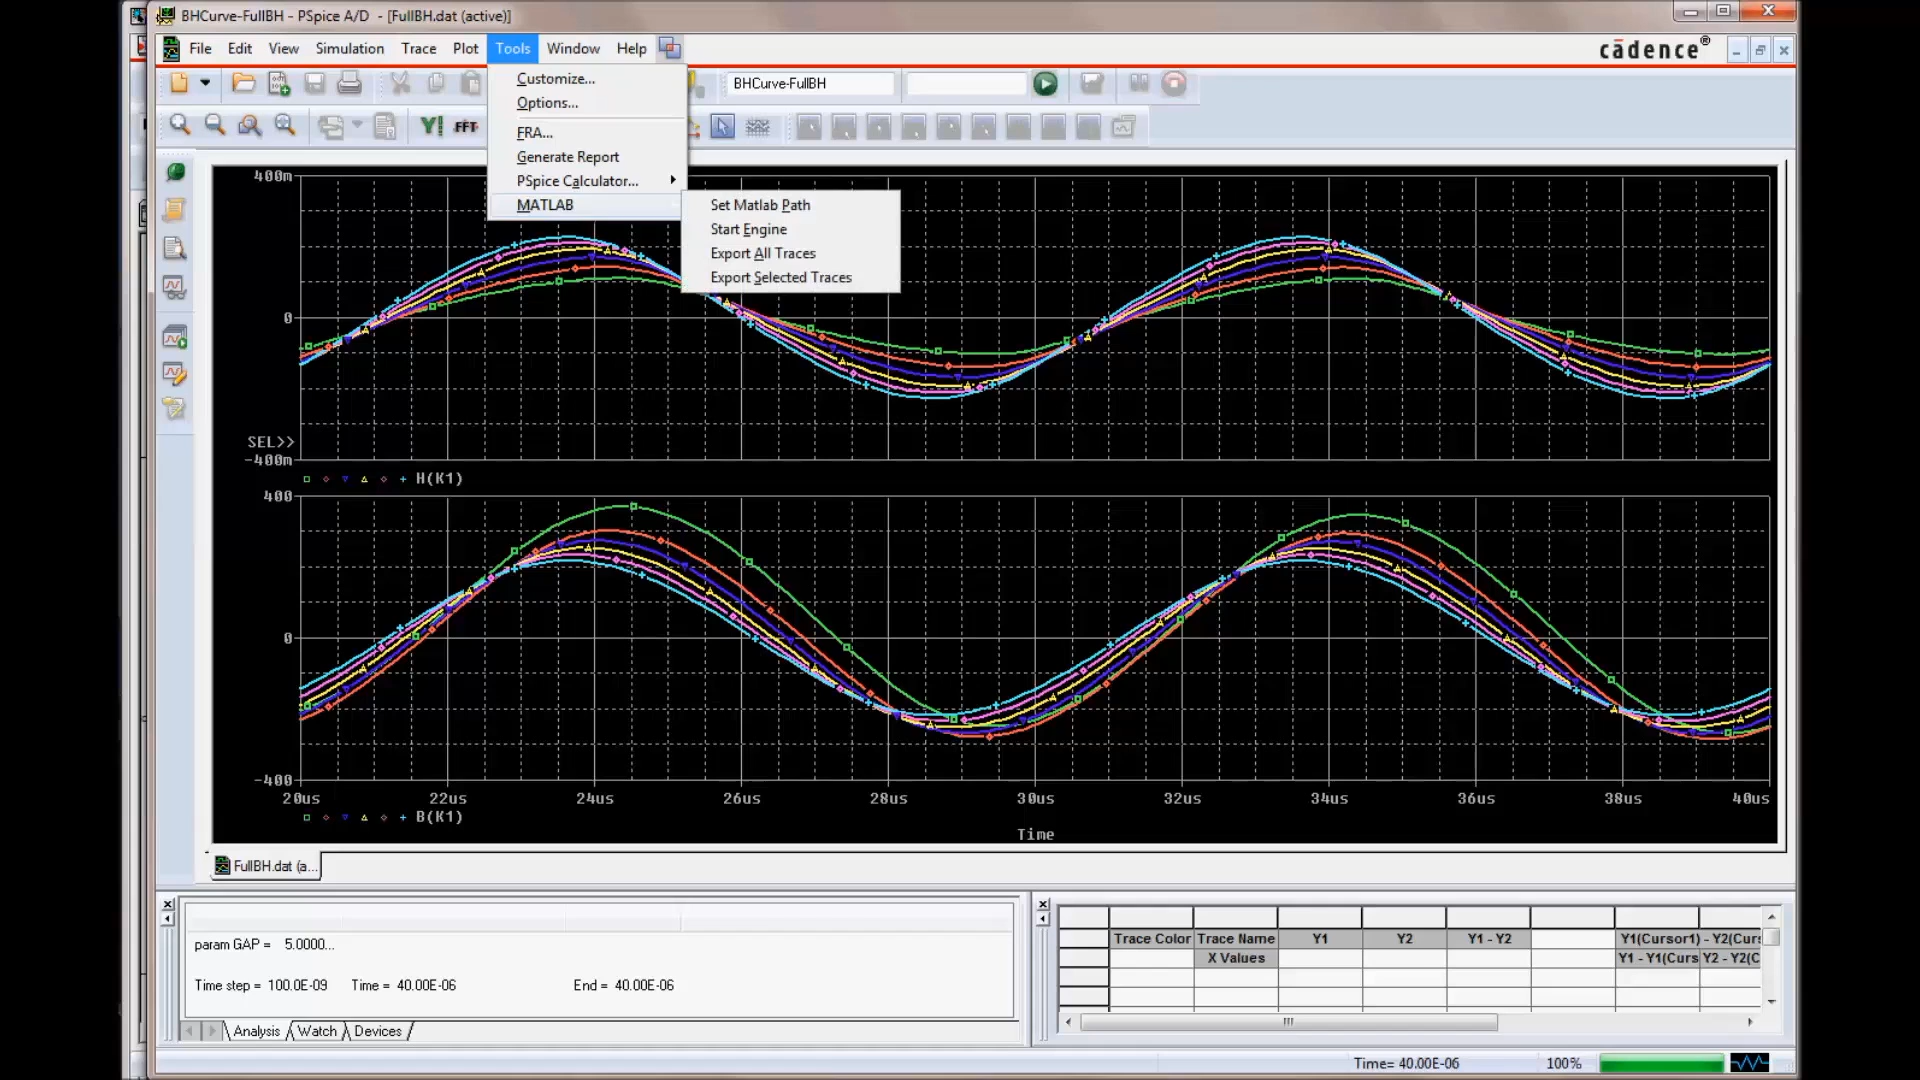 BHCurve-FullBH - PSpice A/D - [FullBH.dat (active)]
File Edit View Simulation Trace Plot Tools Window Help
cādence®
BHCurve-FullBH
FFT
Customize...
Options...
FRA...
Generate Report
PSpice Calculator...
MATLAB
Set Matlab Path
Start Engine
Export All Traces
Export Selected Traces
400m
0
SEL>>
-400m
H(K1)
400
0
-400
20us 22us 24us 26us 28us 30us 32us 34us 36us 38us 40us
B(K1)
Time
FullBH.dat (a...
param GAP = 5.0000...
Time step = 100.0E-09 Time = 40.00E-06 End = 40.00E-06
Analysis Watch Devices
Trace Color Trace Name Y1 Y2 Y1 - Y2 Y1(Cursor1) - Y2(Curs
X Values Y1 - Y1(Curs Y2 - Y2(C
Time= 40.00E-06 100%